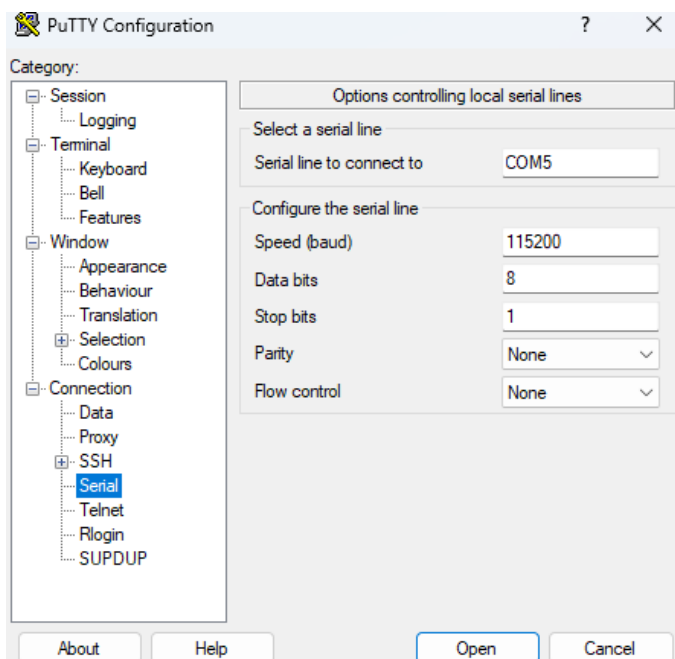 PuTTY Configuration
?
Category:
Session
Logging
Terminal
Keyboard
Bell
Features
Window
Appearance
Behaviour
Translation
Selection
Colours
Connection
Data
Proxy
SSH
Serial
Telnet
Rlogin
SUPDUP
Options controlling local serial lines
Select a serial line
Serial line to connect to COM5
Configure the serial line
Speed (baud) 115200
Data bits 8
Stop bits 1
Parity None
Flow control None
About Help Open Cancel